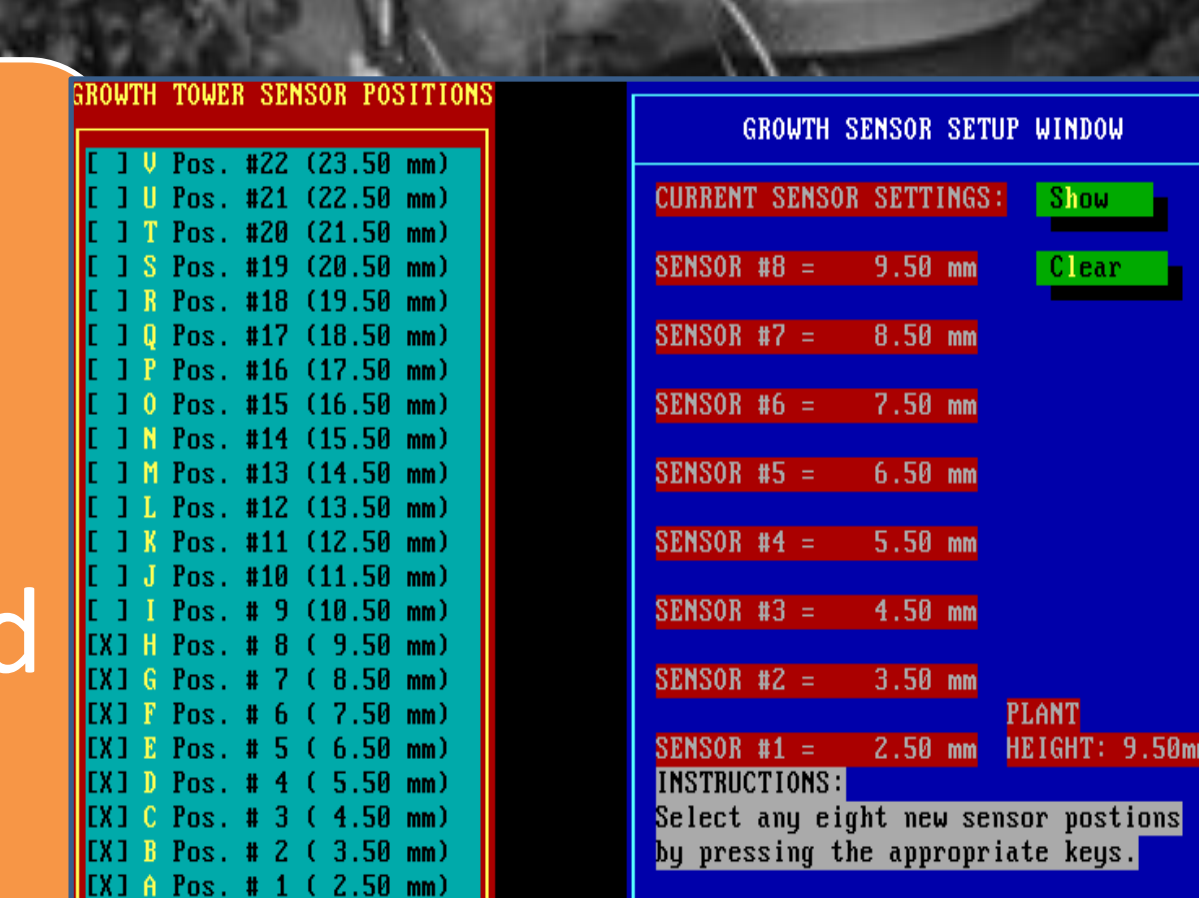 d
GROWTH TOWER SENSOR POSITIONS
[ ] V Pos. #22 (23.50 mm)
[ ] U Pos. #21 (22.50 mm)
[ ] T Pos. #20 (21.50 mm)
[ ] S Pos. #19 (20.50 mm)
[ ] R Pos. #18 (19.50 mm)
[ ] Q Pos. #17 (18.50 mm)
[ ] P Pos. #16 (17.50 mm)
[ ] O Pos. #15 (16.50 mm)
[ ] N Pos. #14 (15.50 mm)
[ ] M Pos. #13 (14.50 mm)
[ ] L Pos. #12 (13.50 mm)
[ ] K Pos. #11 (12.50 mm)
[ ] J Pos. #10 (11.50 mm)
[ ] I Pos. # 9 (10.50 mm)
[X] H Pos. # 8 ( 9.50 mm)
[X] G Pos. # 7 ( 8.50 mm)
[X] F Pos. # 6 ( 7.50 mm)
[X] E Pos. # 5 ( 6.50 mm)
[X] D Pos. # 4 ( 5.50 mm)
[X] C Pos. # 3 ( 4.50 mm)
[X] B Pos. # 2 ( 3.50 mm)
[X] A Pos. # 1 ( 2.50 mm)
GROWTH SENSOR SETUP WINDOW
CURRENT SENSOR SETTINGS: Show
SENSOR #8 = 9.50 mm Clear
SENSOR #7 = 8.50 mm
SENSOR #6 = 7.50 mm
SENSOR #5 = 6.50 mm
SENSOR #4 = 5.50 mm
SENSOR #3 = 4.50 mm
SENSOR #2 = 3.50 mm
PLANT
SENSOR #1 = 2.50 mm HEIGHT: 9.50mm
INSTRUCTIONS:
Select any eight new sensor postions
by pressing the appropriate keys.